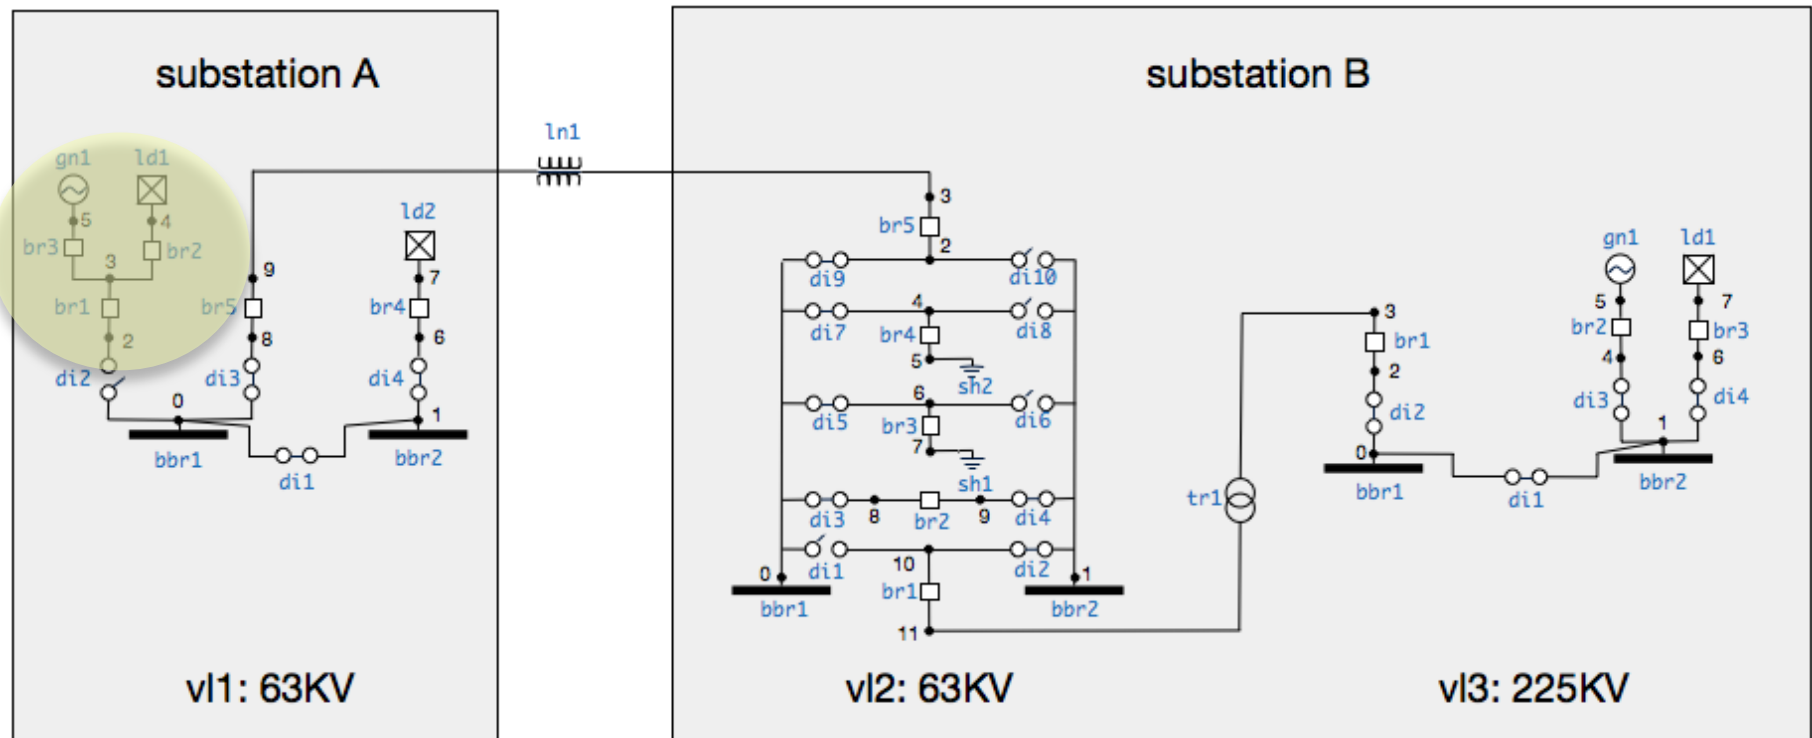 substation A
substation B
ln1
gn1 ld1
ld2
5 4
br3 br2
3
br1
2
di2
9
br5
8
di3
7
br4
6
di4
0
1
bbr1
bbr2
di1
vl1: 63KV
3
br5
2
di9
di10
4
di7
di8
br4
5
sh2
6
di5
di6
br3
7
sh1
di3
8
br2
9
di4
di1
10
di2
0
br1
1
bbr1
bbr2
11
vl2: 63KV
tr1
3
br1
2
di2
0
bbr1
di1
gn1 ld1
5 7
br2 br3
4 6
di3 di4
1
bbr2
vl3: 225KV